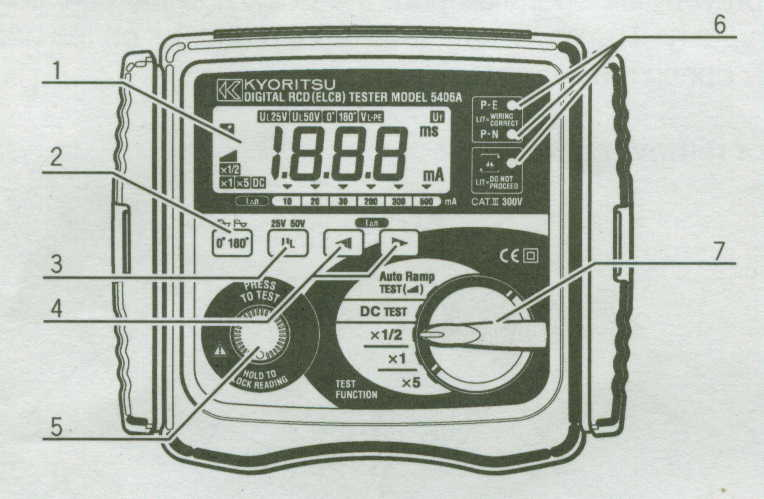 1
2
3
4
5
6
7
KYORITSU
DIGITAL RCD(ELCB) TESTER MODEL 5406A
UL25V UL50V 0° 180° VL-PE Uf
1.8.8.8 ms
mA
×1/2
×1 ×5 DC
IΔn 10 20 30 200 300 500 mA
P-E
LIT=WIRING CORRECT
P-N
LIT=DO NOT PROCEED
CAT III 300V
0° 180°
25V 50V
UL
IΔn
PRESS TO TEST
HOLD TO LOCK READING
Auto Ramp
TEST(◢)
DC TEST
×1/2
×1
×5
TEST
FUNCTION
CE